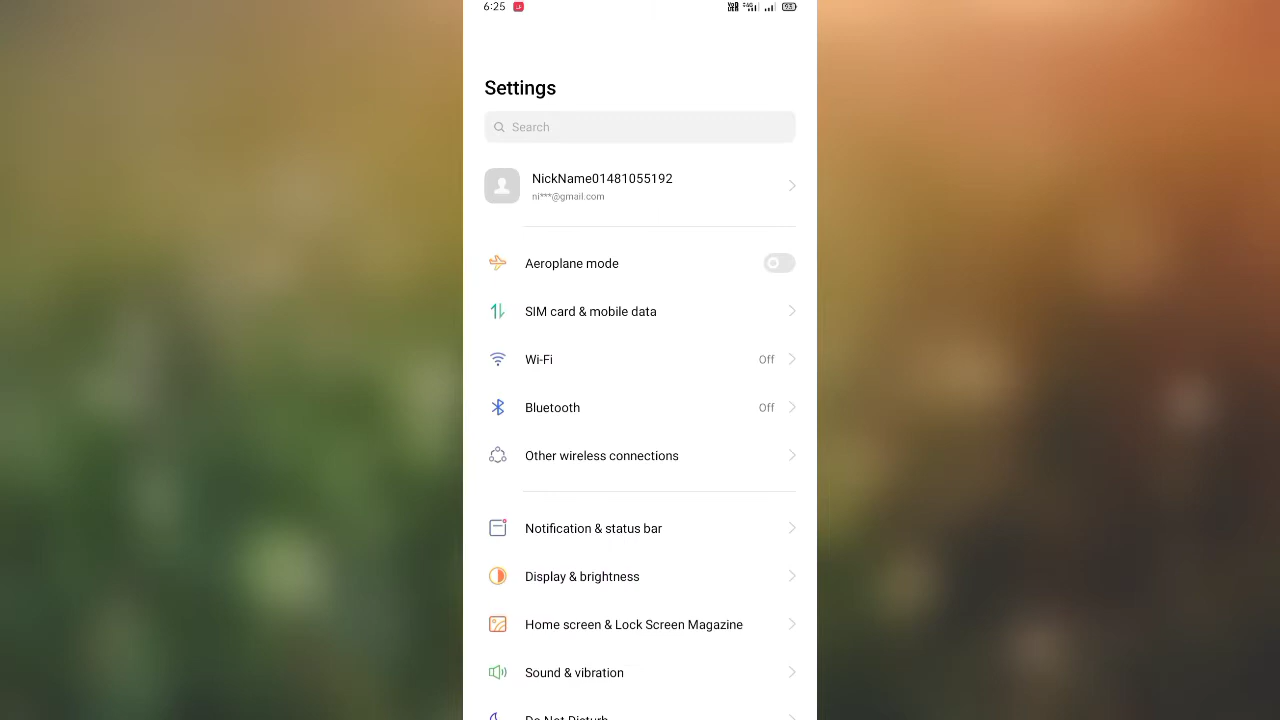 6:25
93
Settings
Search
NickName01481055192
ni***@gmail.com
Aeroplane mode
SIM card & mobile data
Wi-Fi Off
Bluetooth Off
Other wireless connections
Notification & status bar
Display & brightness
Home screen & Lock Screen Magazine
Sound & vibration
Do Not Disturb